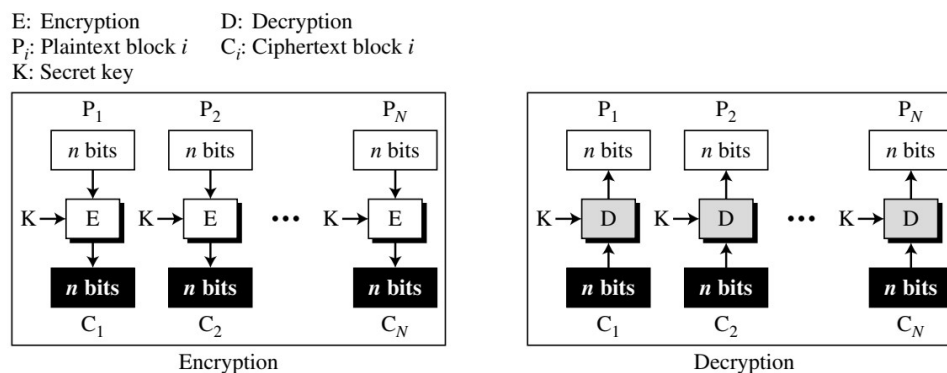 E: Encryption D: Decryption
P_i: Plaintext block i C_i: Ciphertext block i
K: Secret key
P_1 P_2 P_N P_1 P_2 P_N
n bits n bits n bits n bits n bits n bits
K E K E ••• K E K D K D ••• K D
n bits n bits n bits n bits n bits n bits
C_1 C_2 C_N C_1 C_2 C_N
Encryption Decryption